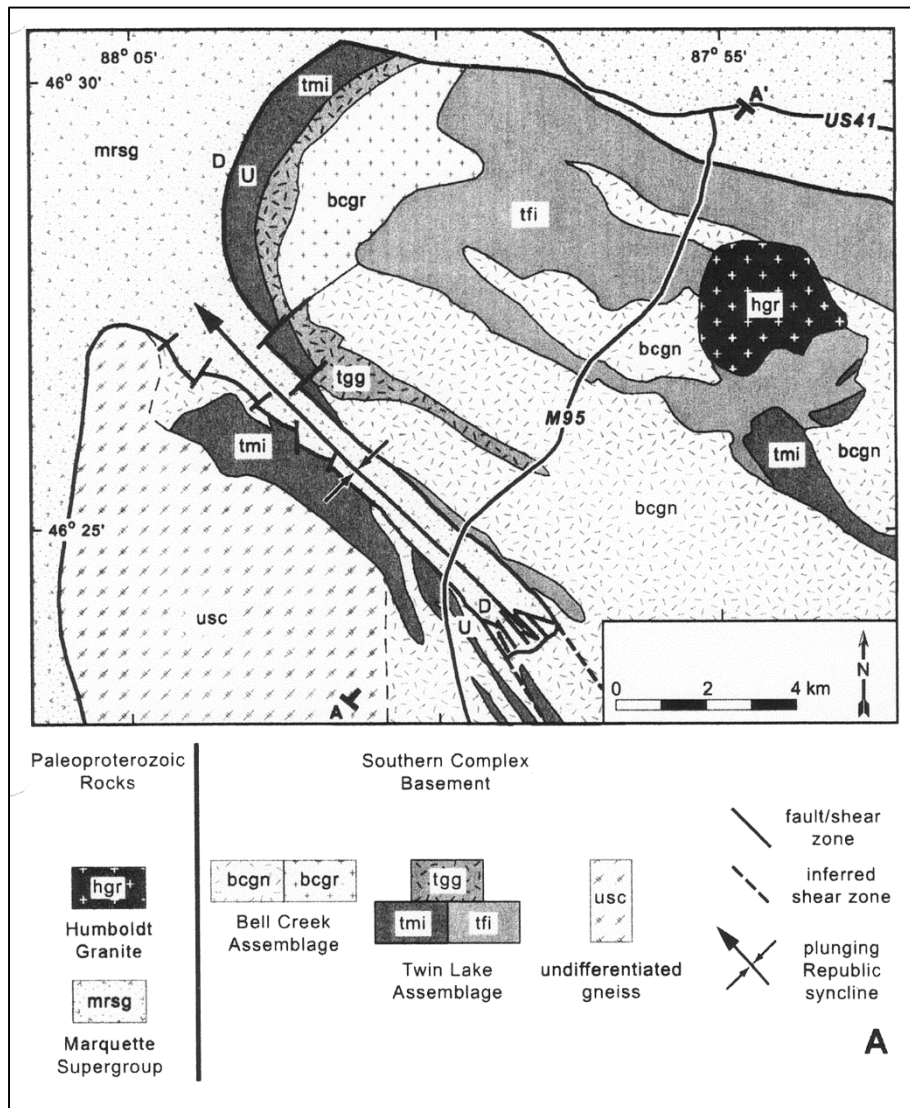 88° 05'
87° 55'
46° 30'
tmi
A'
US41
mrsg
D
U
bcgr
tfi
hgr
bcgn
tgg
M95
tmi
tmi
bcgn
bcgn
46° 25'
usc
D
U
N
0 2 4 km
A
Paleoproterozoic
Rocks
Southern Complex
Basement
hgr
Humboldt
Granite
mrsg
Marquette
Supergroup
bcgn
bcgr
Bell Creek
Assemblage
tgg
tmi
tfi
Twin Lake
Assemblage
usc
undifferentiated
gneiss
fault/shear
zone
inferred
shear zone
plunging
Republic
syncline
A